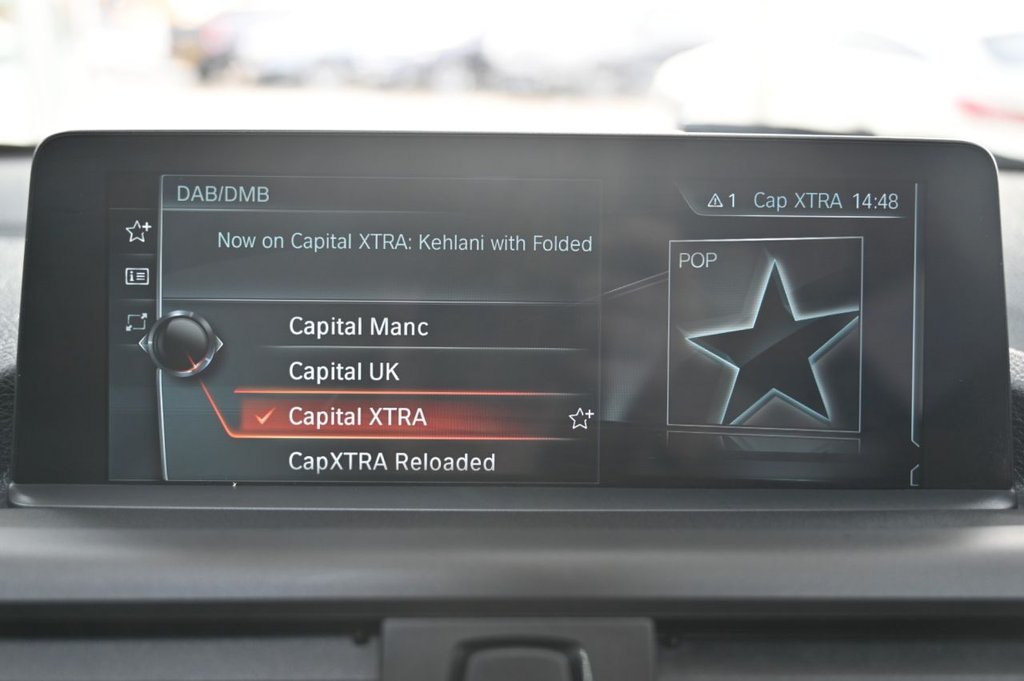 DAB/DMB
1 Cap XTRA 14:48
Now on Capital XTRA: Kehlani with Folded
POP
Capital Manc
Capital UK
Capital XTRA
CapXTRA Reloaded